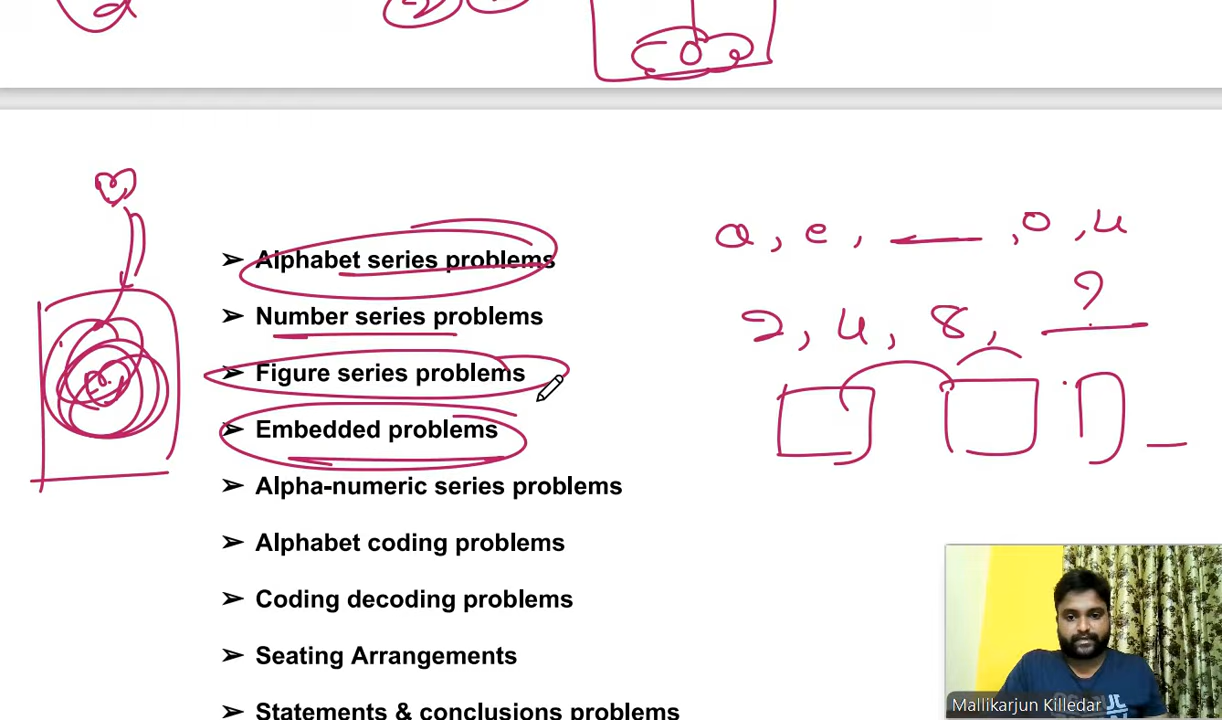 a, e, ___, o, u
➢ Alphabet series problems
➢ Number series problems
2, 4, 8, ?
➢ Figure series problems
➢ Embedded problems
➢ Alpha-numeric series problems
➢ Alphabet coding problems
➢ Coding decoding problems
➢ Seating Arrangements
➢ Statements & conclusions problems
Mallikarjun Killedar